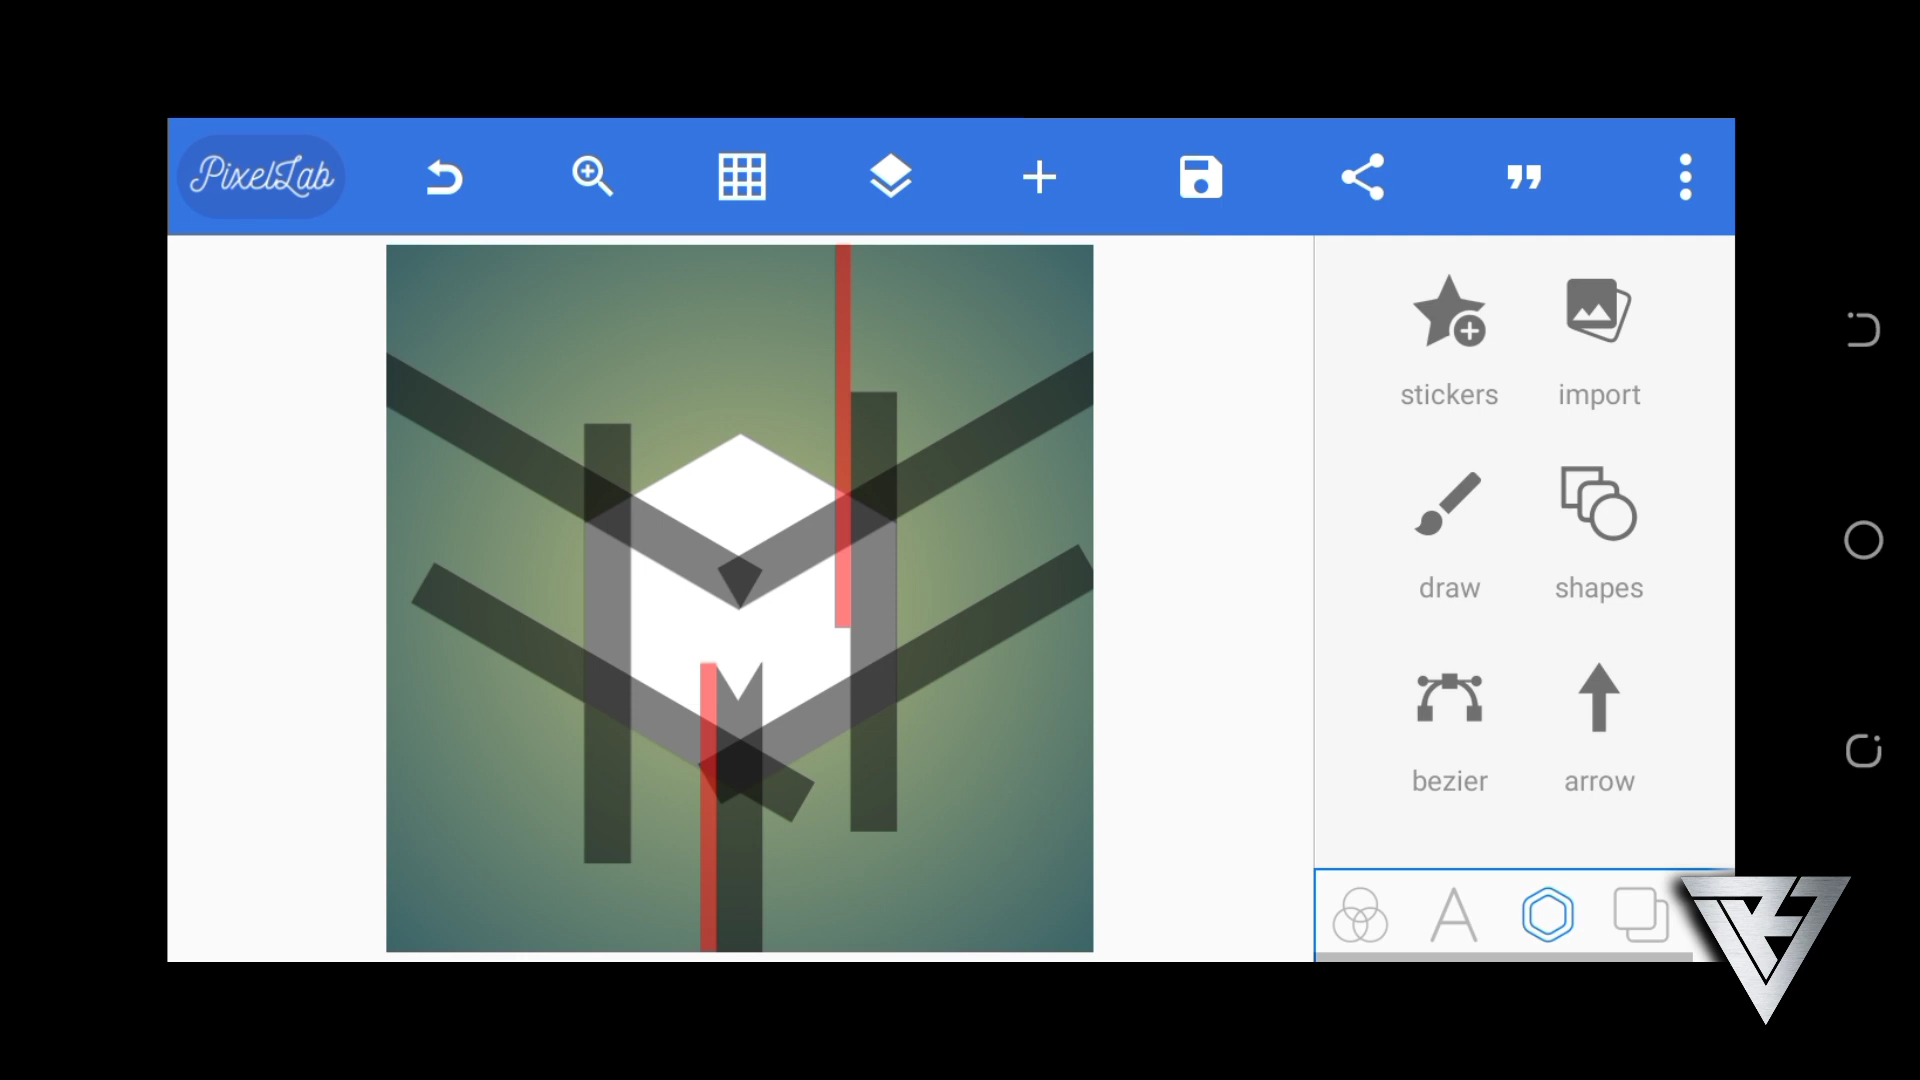 PixelLab
stickers
import
draw
shapes
bezier
arrow